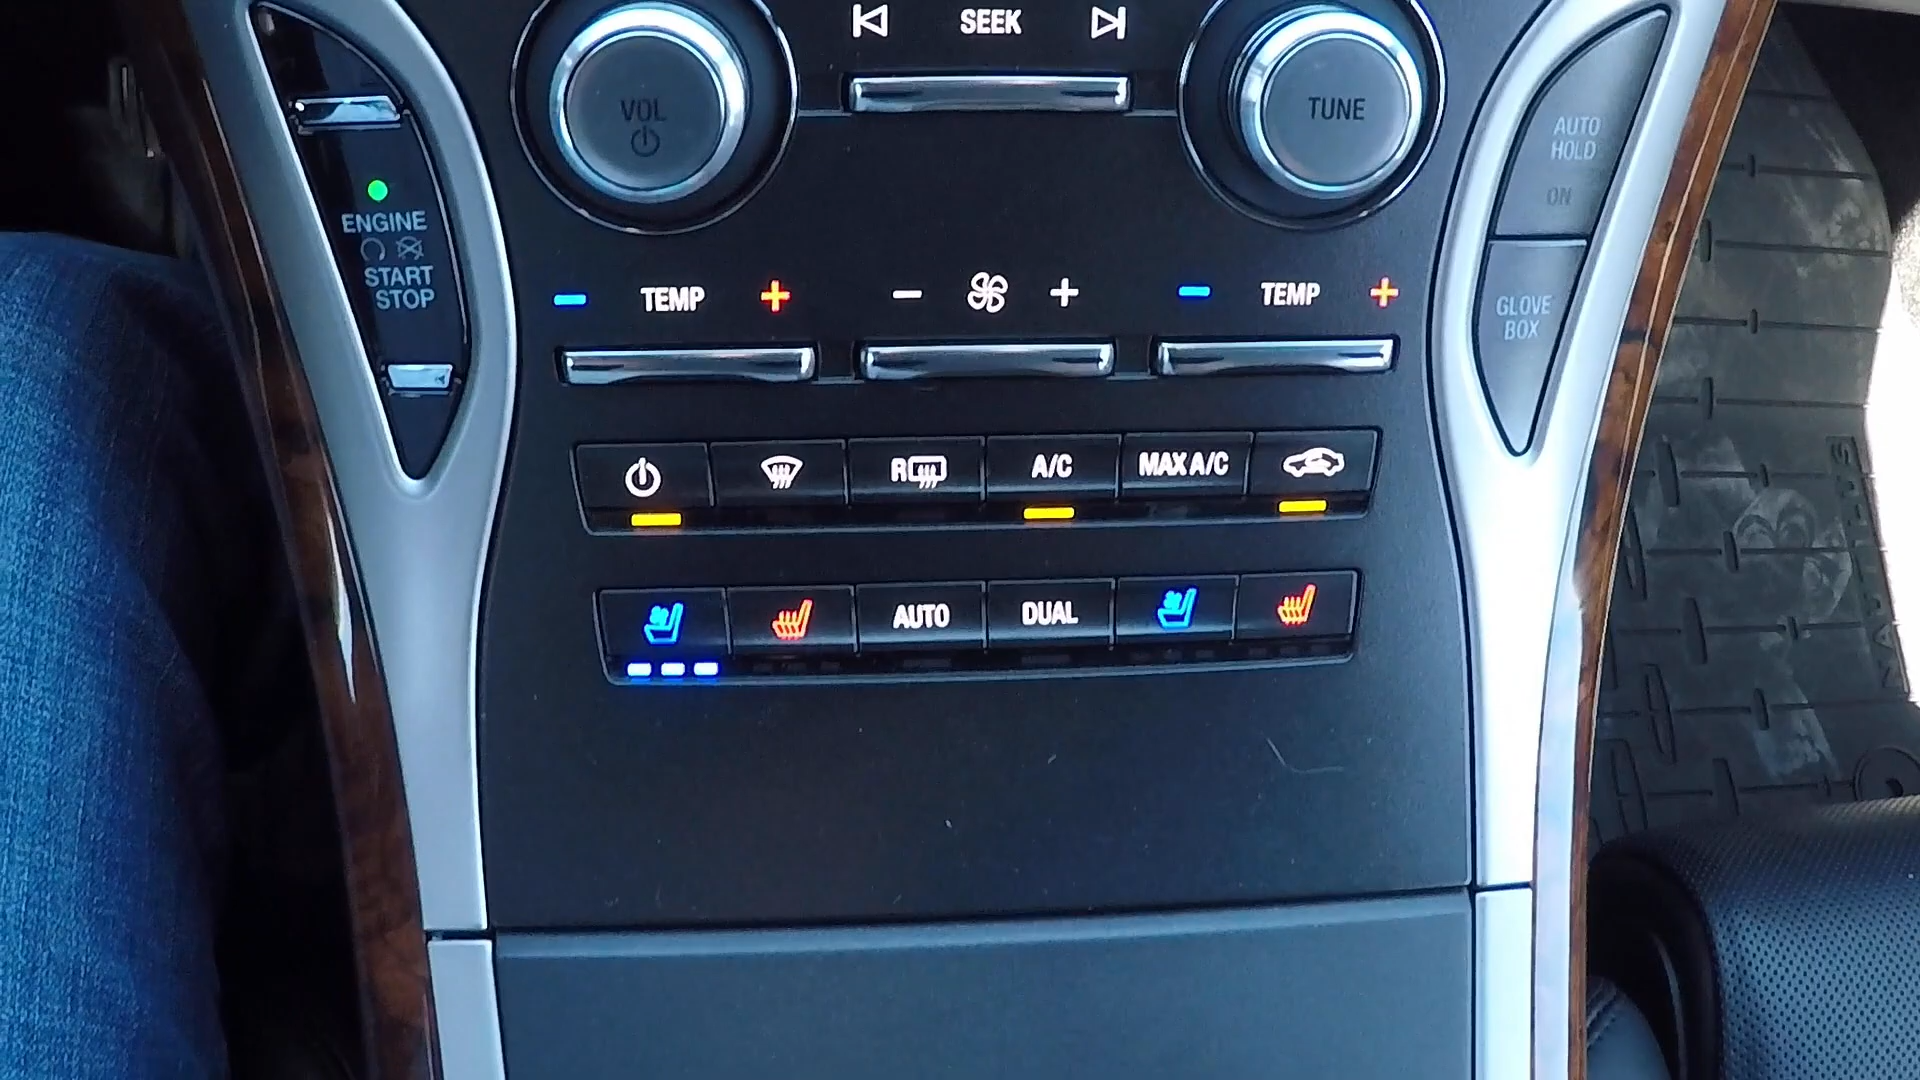 SEEK
VOL
TUNE
AUTO
HOLD
ON
ENGINE
START
STOP
TEMP
TEMP
GLOVE
BOX
R
A/C
MAX A/C
AUTO
DUAL